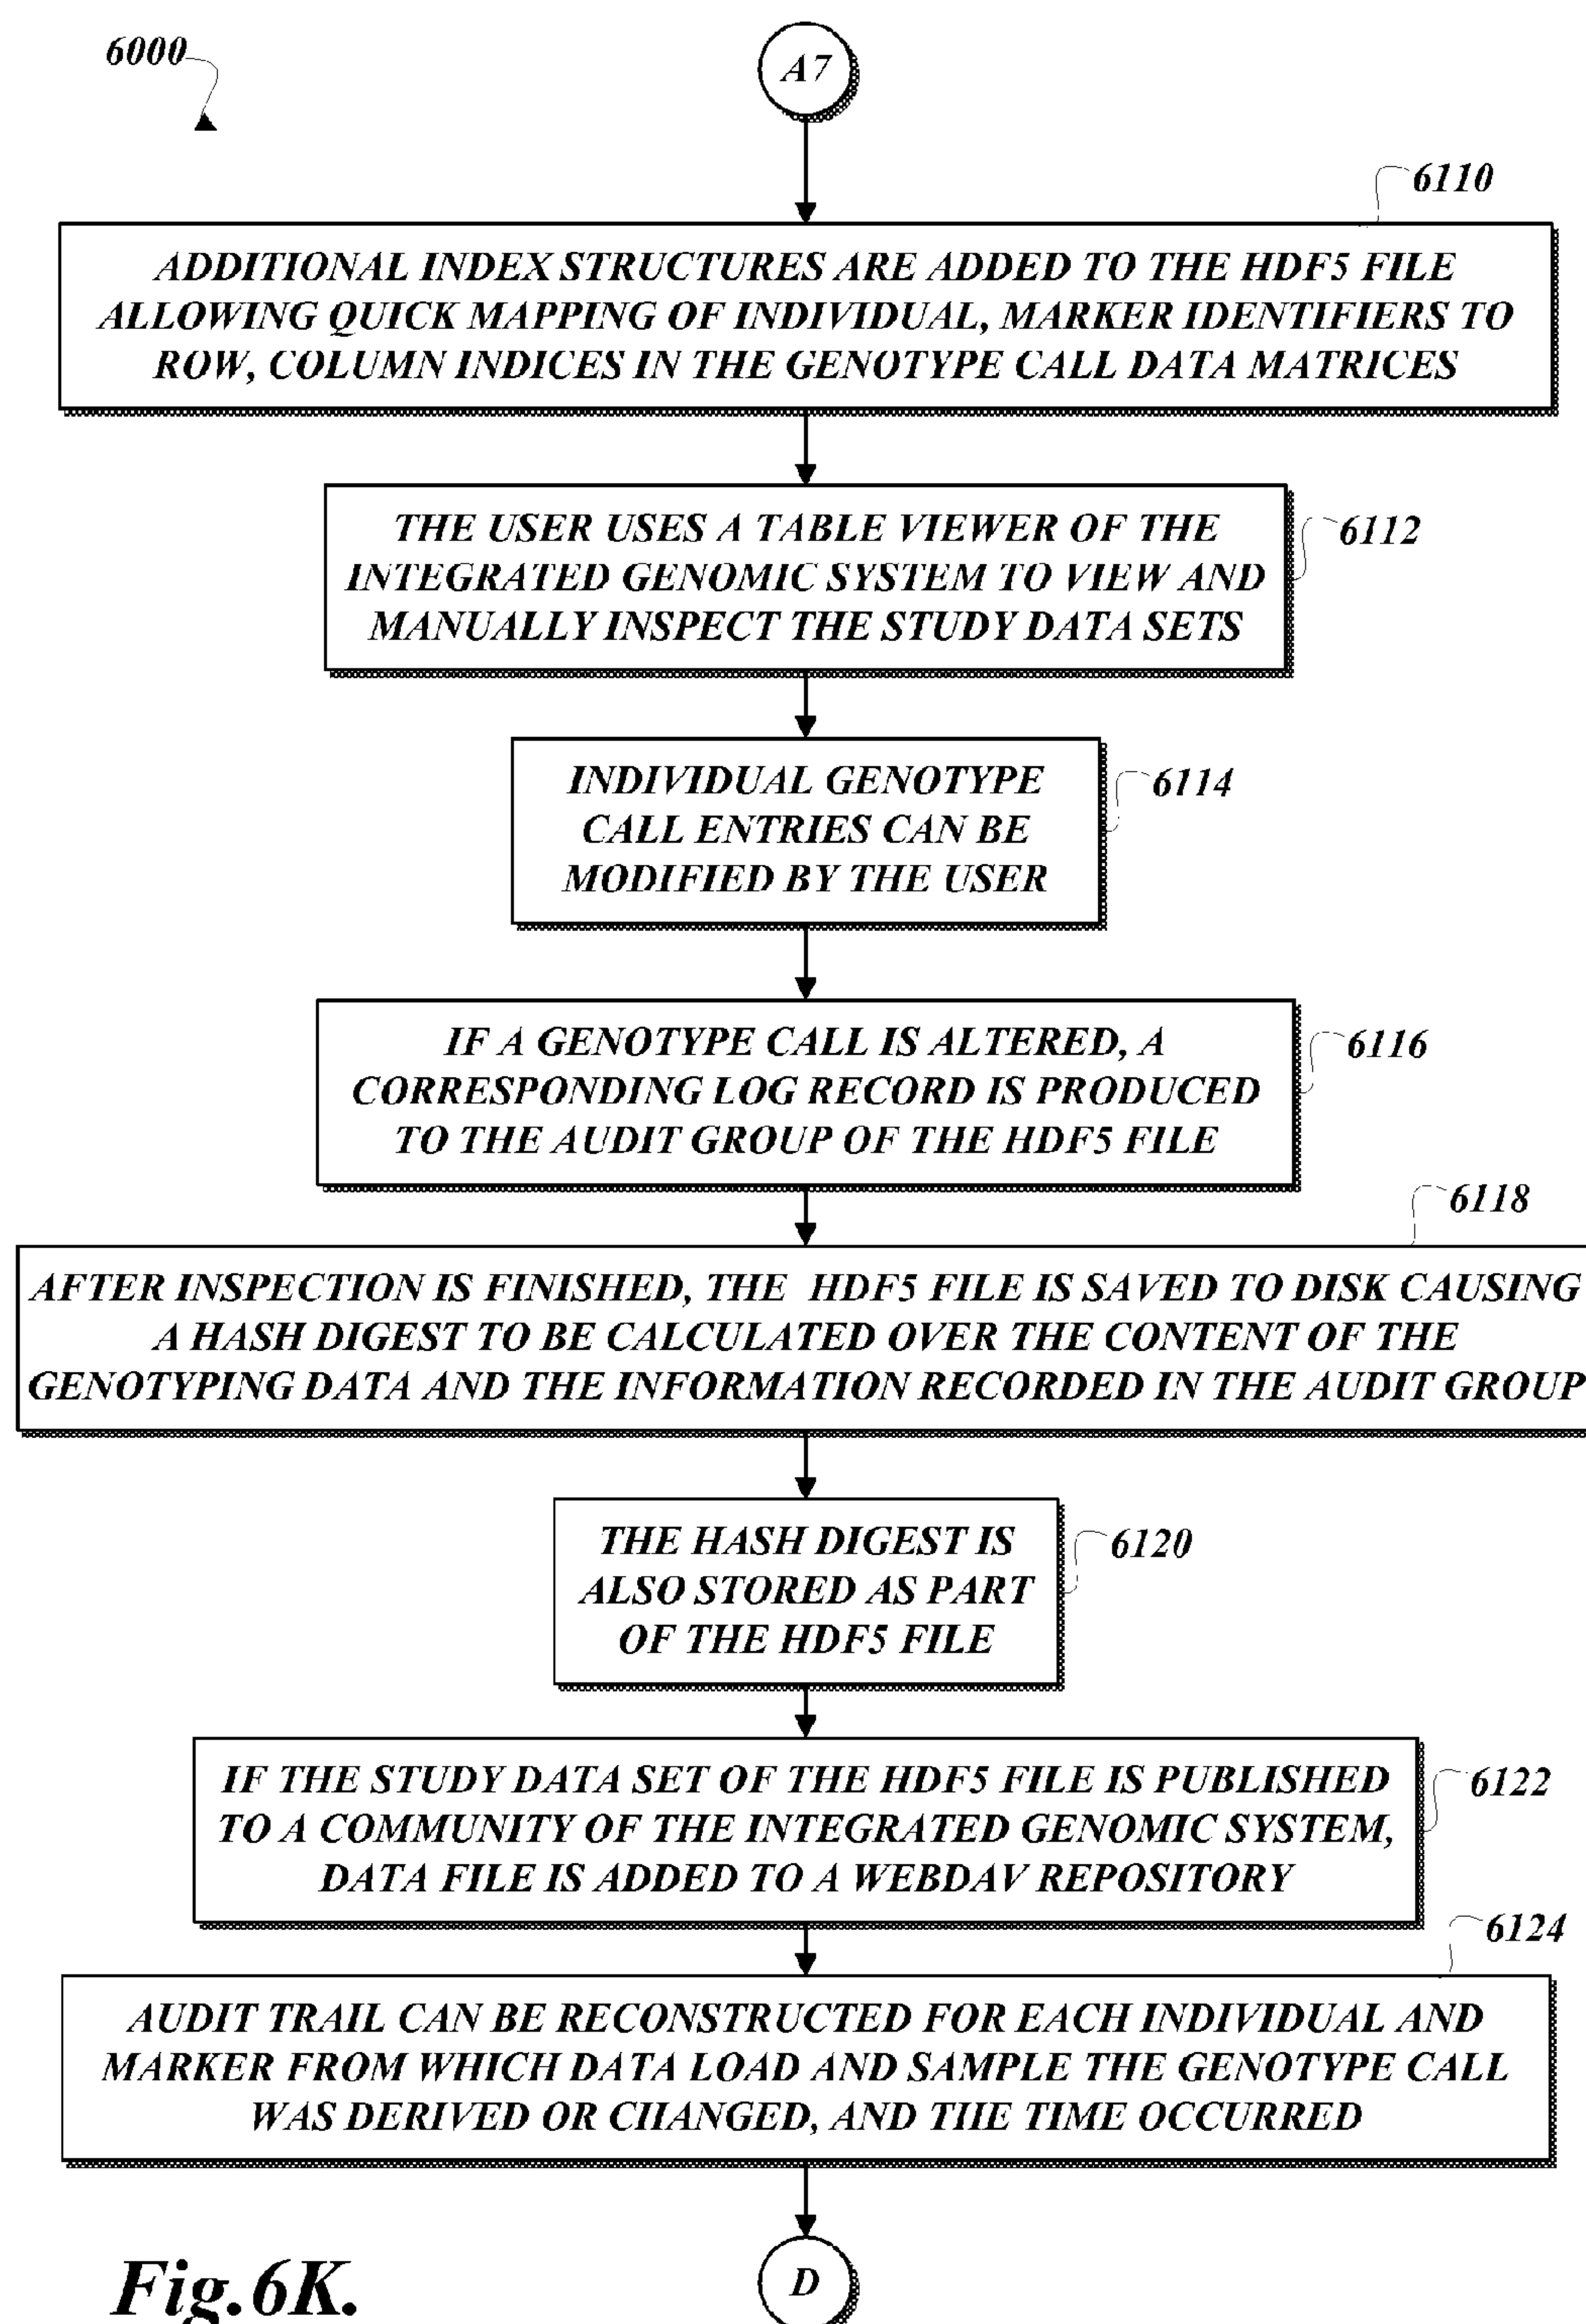 6000
A7
6110
ADDITIONAL INDEX STRUCTURES ARE ADDED TO THE HDF5 FILE
ALLOWING QUICK MAPPING OF INDIVIDUAL, MARKER IDENTIFIERS TO
ROW, COLUMN INDICES IN THE GENOTYPE CALL DATA MATRICES
6112
THE USER USES A TABLE VIEWER OF THE
INTEGRATED GENOMIC SYSTEM TO VIEW AND
MANUALLY INSPECT THE STUDY DATA SETS
6114
INDIVIDUAL GENOTYPE
CALL ENTRIES CAN BE
MODIFIED BY THE USER
6116
IF A GENOTYPE CALL IS ALTERED, A
CORRESPONDING LOG RECORD IS PRODUCED
TO THE AUDIT GROUP OF THE HDF5 FILE
6118
AFTER INSPECTION IS FINISHED, THE HDF5 FILE IS SAVED TO DISK CAUSING
A HASH DIGEST TO BE CALCULATED OVER THE CONTENT OF THE
GENOTYPING DATA AND THE INFORMATION RECORDED IN THE AUDIT GROUP
6120
THE HASH DIGEST IS
ALSO STORED AS PART
OF THE HDF5 FILE
6122
IF THE STUDY DATA SET OF THE HDF5 FILE IS PUBLISHED
TO A COMMUNITY OF THE INTEGRATED GENOMIC SYSTEM,
DATA FILE IS ADDED TO A WEBDAV REPOSITORY
6124
AUDIT TRAIL CAN BE RECONSTRUCTED FOR EACH INDIVIDUAL AND
MARKER FROM WHICH DATA LOAD AND SAMPLE THE GENOTYPE CALL
WAS DERIVED OR CHANGED, AND THE TIME OCCURRED
D
Fig.6K.